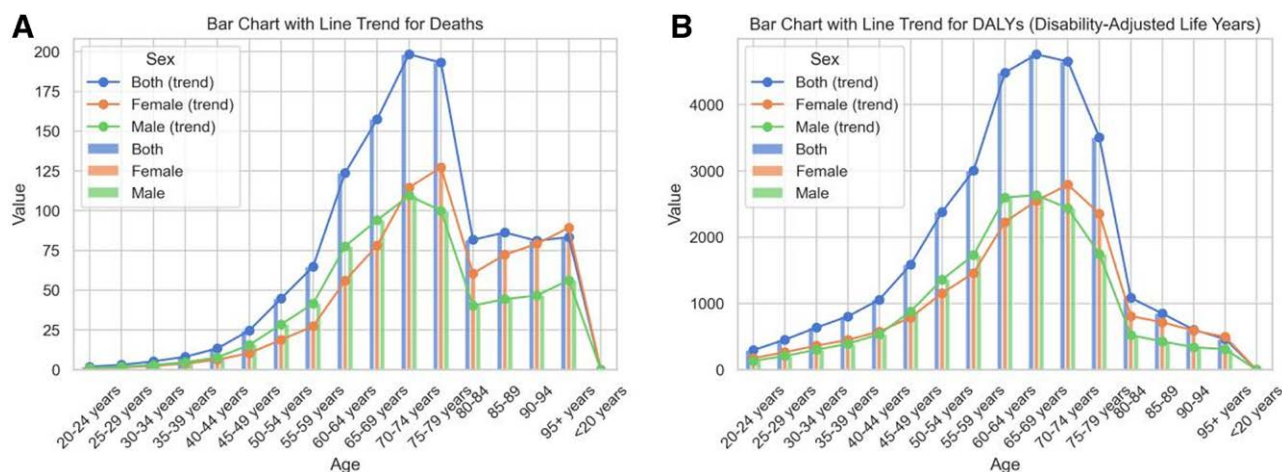 A
Bar Chart with Line Trend for Deaths
200
175
150
125
100
75
50
25
0
Value
Sex
Both (trend)
Female (trend)
Male (trend)
Both
Female
Male
20-24 years
25-29 years
30-34 years
35-39 years
40-44 years
45-49 years
50-54 years
55-59 years
60-64 years
65-69 years
70-74 years
75-79 years
80-84
85-89
90-94
95+ years
<20 years
Age
B
Bar Chart with Line Trend for DALYs (Disability-Adjusted Life Years)
4000
3000
2000
1000
0
Value
Sex
Both (trend)
Female (trend)
Male (trend)
Both
Female
Male
20-24 years
25-29 years
30-34 years
35-39 years
40-44 years
45-49 years
50-54 years
55-59 years
60-64 years
65-69 years
70-74 years
75-79 years
80-84
85-89
90-94
95+ years
<20 years
Age